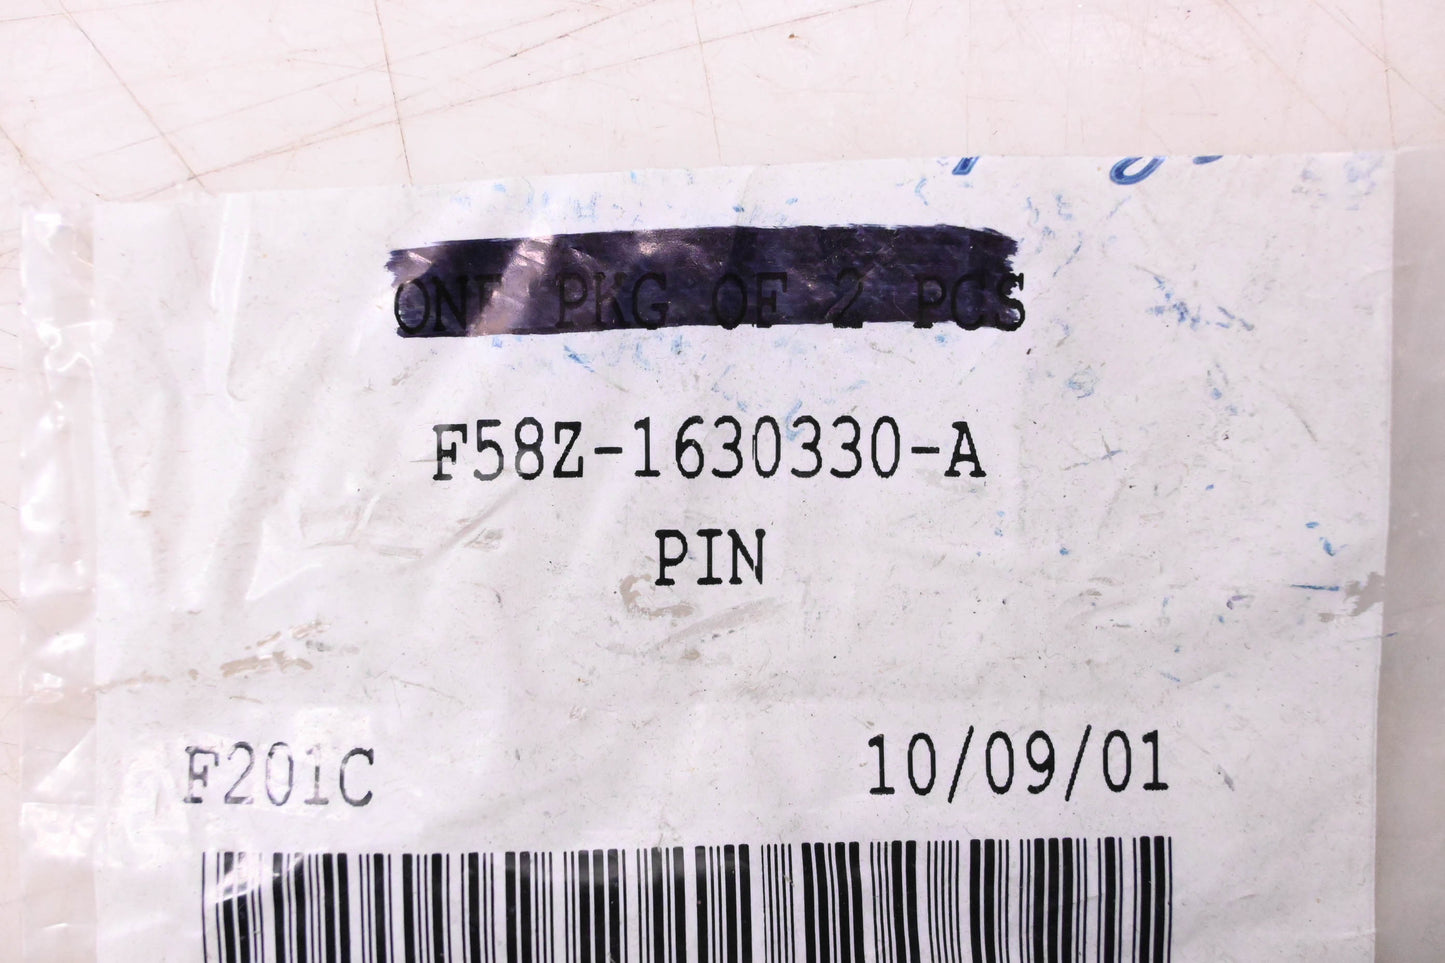 ONE PKG OF 2 PCS
F58Z-1630330-A
PIN
F201C
10/09/01